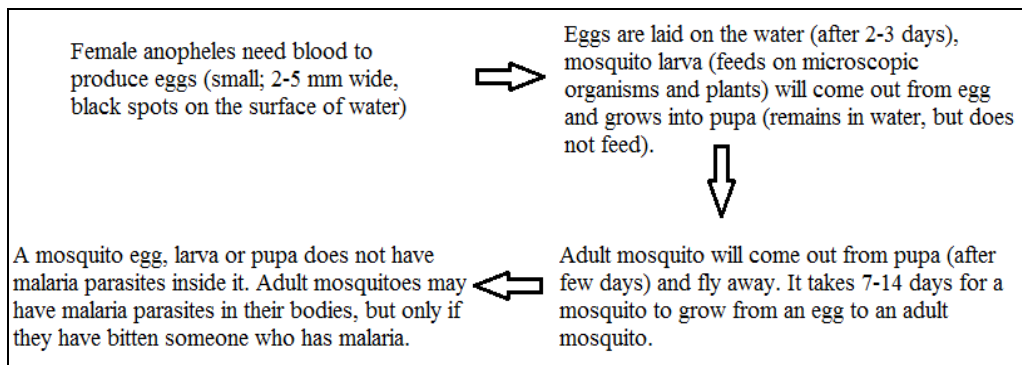 Female anopheles need blood to
produce eggs (small; 2-5 mm wide,
black spots on the surface of water)
Eggs are laid on the water (after 2-3 days),
mosquito larva (feeds on microscopic
organisms and plants) will come out from egg
and grows into pupa (remains in water, but does
not feed).
Adult mosquito will come out from pupa (after
few days) and fly away. It takes 7-14 days for a
mosquito to grow from an egg to an adult
mosquito.
A mosquito egg, larva or pupa does not have
malaria parasites inside it. Adult mosquitoes may
have malaria parasites in their bodies, but only if
they have bitten someone who has malaria.